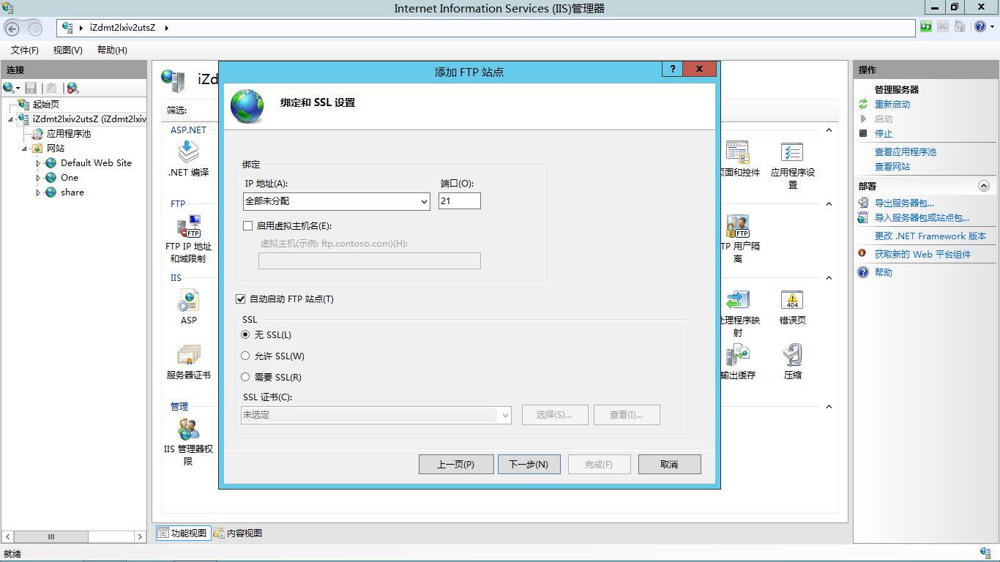 Internet Information Services (IIS)管理器
iZdmt2lxiv2utsZ
文件(F) 视图(V) 帮助(H)
连接
起始页
iZdmt2lxiv2utsZ (iZdmt2lxiv
应用程序池
网站
Default Web Site
One
share
iZd
筛选:
ASP.NET
.NET 编译
FTP
FTP IP 地址
和域限制
IIS
ASP
服务器证书
管理
IIS 管理器权
限
添加 FTP 站点
?
绑定和 SSL 设置
绑定
IP 地址(A): 端口(O):
全部未分配 21
启用虚拟主机名(E):
虚拟主机(示例: ftp.contoso.com)(H):
自动启动 FTP 站点(T)
SSL
无 SSL(L)
允许 SSL(W)
需要 SSL(R)
SSL 证书(C):
未选定 选择(S)... 查看(I)...
上一页(P) 下一步(N) 完成(F) 取消
页面和控件
应用程序设
置
FTP
TP 用户隔
离
处理程序映
射
404
错误页
输出缓存
压缩
操作
管理服务器
重新启动
启动
停止
查看应用程序池
查看网站
部署
导出服务器包...
导入服务器包或站点包...
更改 .NET Framework 版本
获取新的 Web 平台组件
帮助
功能视图 内容视图
就绪